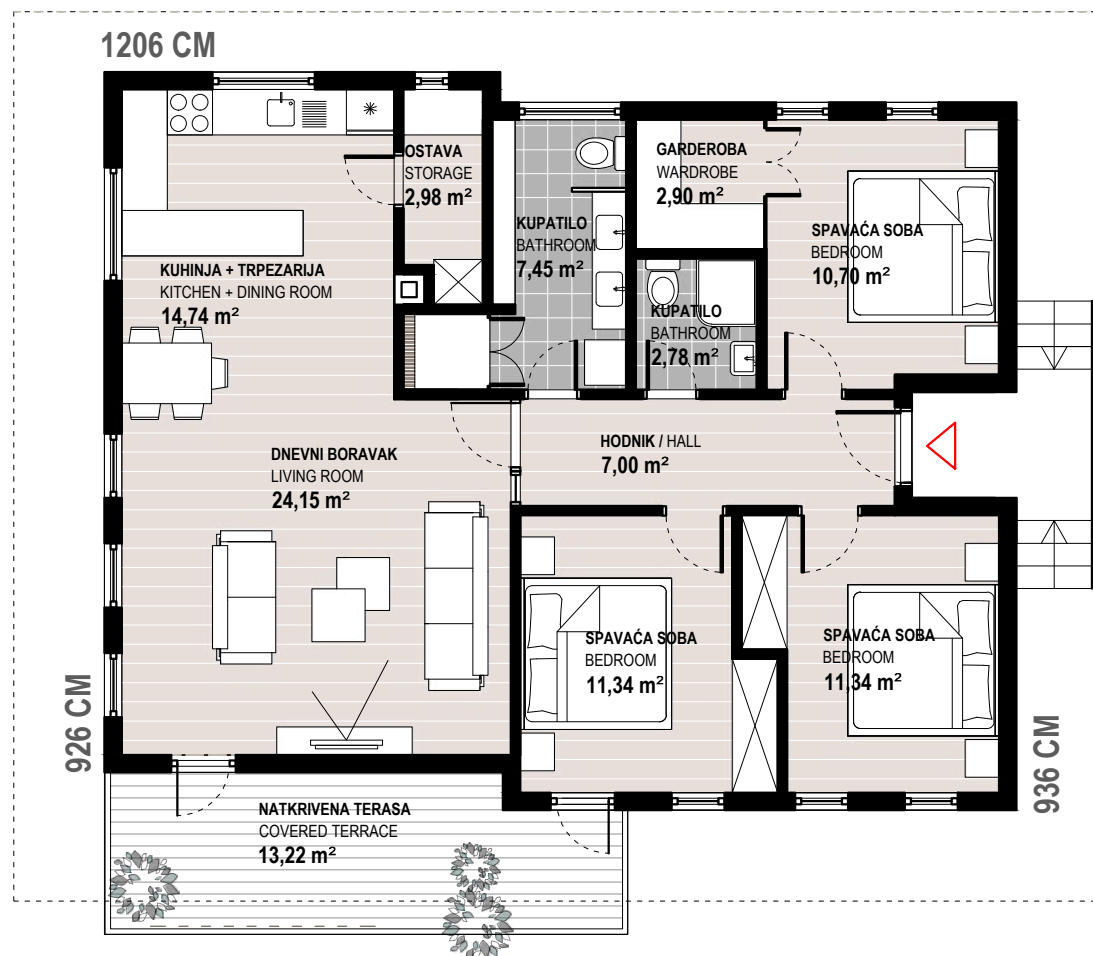 1206 CM
OSTAVA
STORAGE
2,98 m²
GARDEROBA
WARDROBE
2,90 m²
KUPATILO
BATHROOM
7,45 m²
SPAVAĆA SOBA
BEDROOM
10,70 m²
KUHINJA + TRPEZARIJA
KITCHEN + DINING ROOM
14,74 m²
KUPATILO
BATHROOM
2,78 m²
DNEVNI BORAVAK
LIVING ROOM
24,15 m²
HODNIK / HALL
7,00 m²
SPAVAĆA SOBA
BEDROOM
11,34 m²
SPAVAĆA SOBA
BEDROOM
11,34 m²
926 CM
936 CM
NATKRIVENA TERASA
COVERED TERRACE
13,22 m²